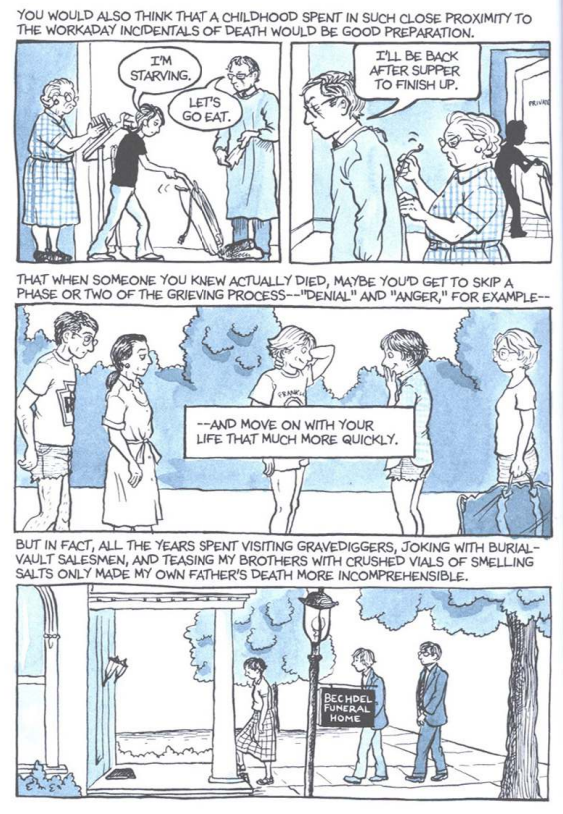 YOU WOULD ALSO THINK THAT A CHILDHOOD SPENT IN SUCH CLOSE PROXIMITY TO
THE WORKADAY INCIDENTALS OF DEATH WOULD BE GOOD PREPARATION.
I'M
STARVING.
LET'S
GO EAT.
I'LL BE BACK
AFTER SUPPER
TO FINISH UP.
PRIVATE
THAT WHEN SOMEONE YOU KNEW ACTUALLY DIED, MAYBE YOU'D GET TO SKIP A
PHASE OR TWO OF THE GRIEVING PROCESS--"DENIAL" AND "ANGER," FOR EXAMPLE--
--AND MOVE ON WITH YOUR
LIFE THAT MUCH MORE QUICKLY.
BUT IN FACT, ALL THE YEARS SPENT VISITING GRAVEDIGGERS, JOKING WITH BURIAL-
VAULT SALESMEN, AND TEASING MY BROTHERS WITH CRUSHED VIALS OF SMELLING
SALTS ONLY MADE MY OWN FATHER'S DEATH MORE INCOMPREHENSIBLE.
BECHDEL
FUNERAL
HOME